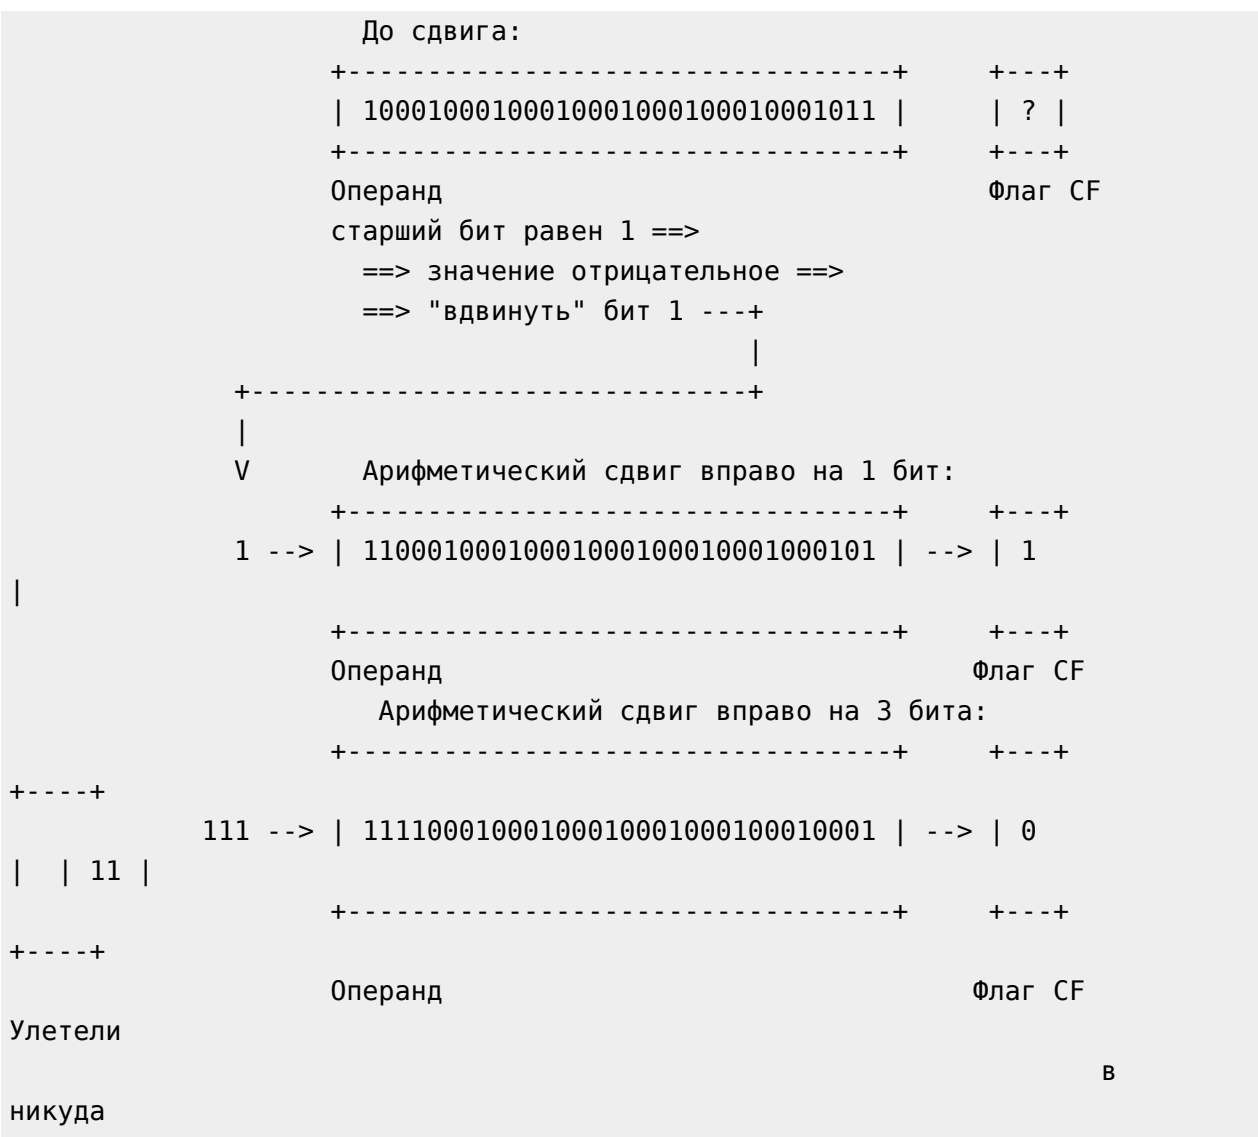 До сдвига:
+----------------------------------+     +---+
| 10001000100010001000100010001011 |     | ? |
+----------------------------------+     +---+
Операнд                                  Флаг CF
старший бит равен 1 ==>
==> значение отрицательное ==>
==> "вдвинуть" бит 1 ---+
|
+-------------------------------+
|
V       Арифметический сдвиг вправо на 1 бит:
+----------------------------------+     +---+
1 --> | 11000100010001000100010001000101 | --> | 1
|
+----------------------------------+     +---+
Операнд                                 Флаг CF
Арифметический сдвиг вправо на 3 бита:
+----------------------------------+     +---+
+----+
111 --> | 11110001000100010001000100010001 | --> | 0
|  | 11 |
+----------------------------------+     +---+
+----+
Операнд                                 Флаг CF
Улетели
в
никуда